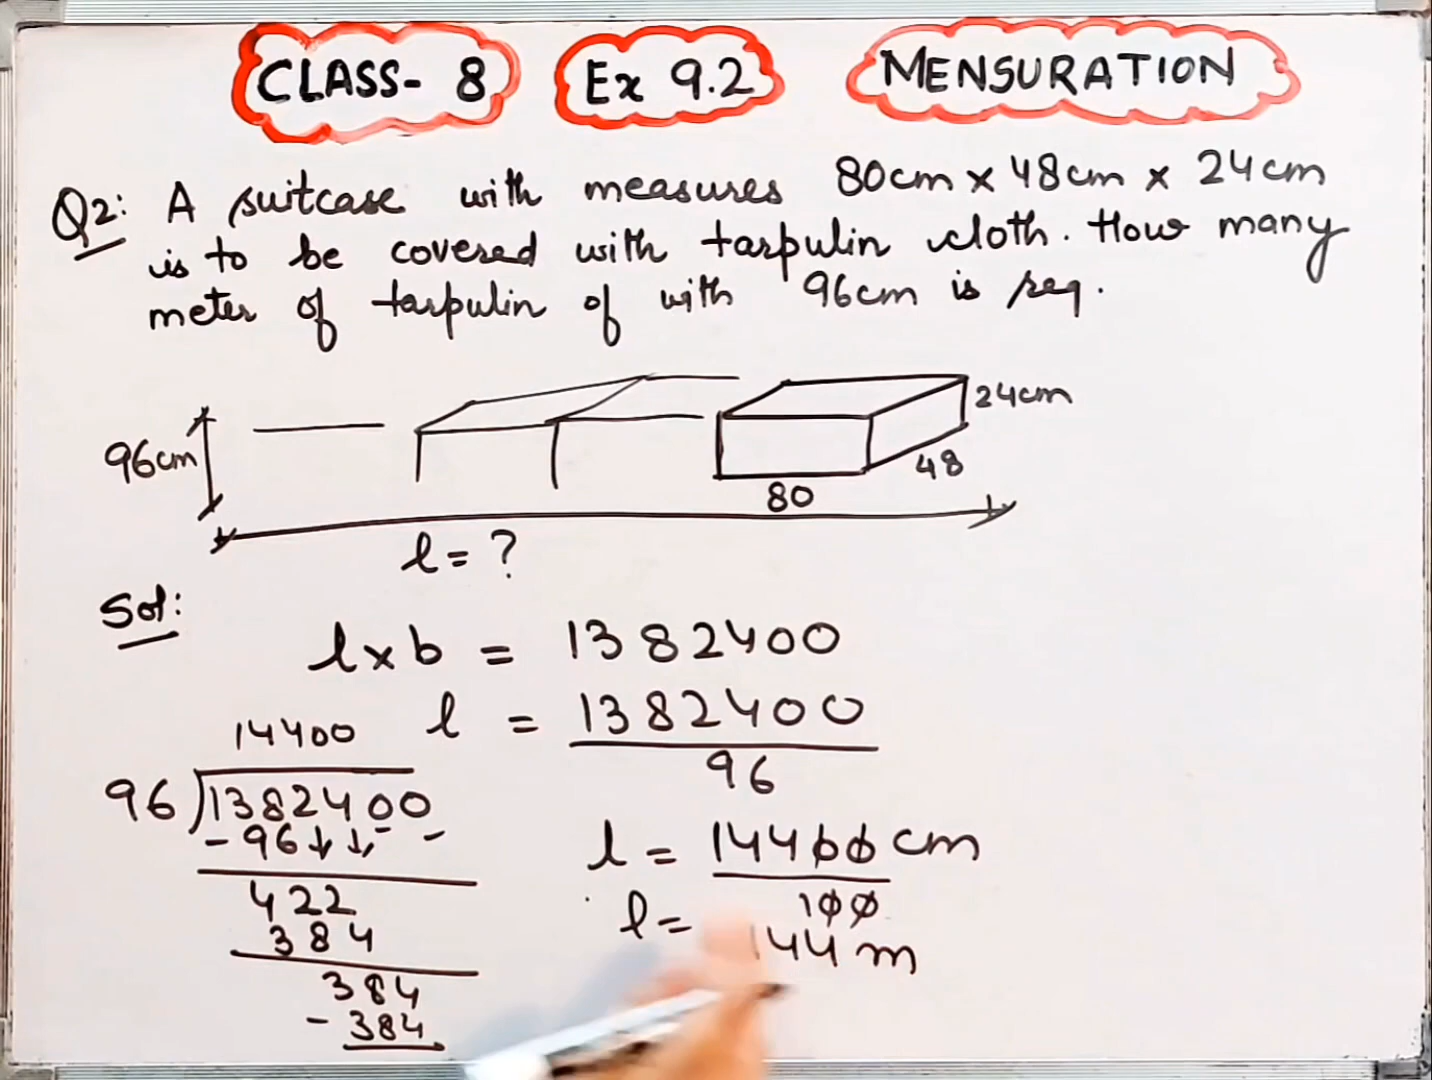 CLASS- 8 Ex 9.2 MENSURATION
Q2: A suitcase with measures 80cm x 48cm x 24cm
is to be covered with tarpulin cloth. How many
meter of tarpulin of with 96cm is req.
24cm
96cm
48
80
l = ?
Sol:
l x b = 1382400
l = 1382400
96
14400
96)1382400
- 96↓ ↓
422
384
384
- 384
l = 14400 cm
100
l = 144 m